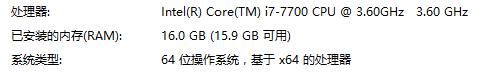 处理器: Intel(R) Core(TM) i7-7700 CPU @ 3.60GHz 3.60 GHz
已安装的内存(RAM): 16.0 GB (15.9 GB 可用)
系统类型: 64 位操作系统，基于 x64 的处理器